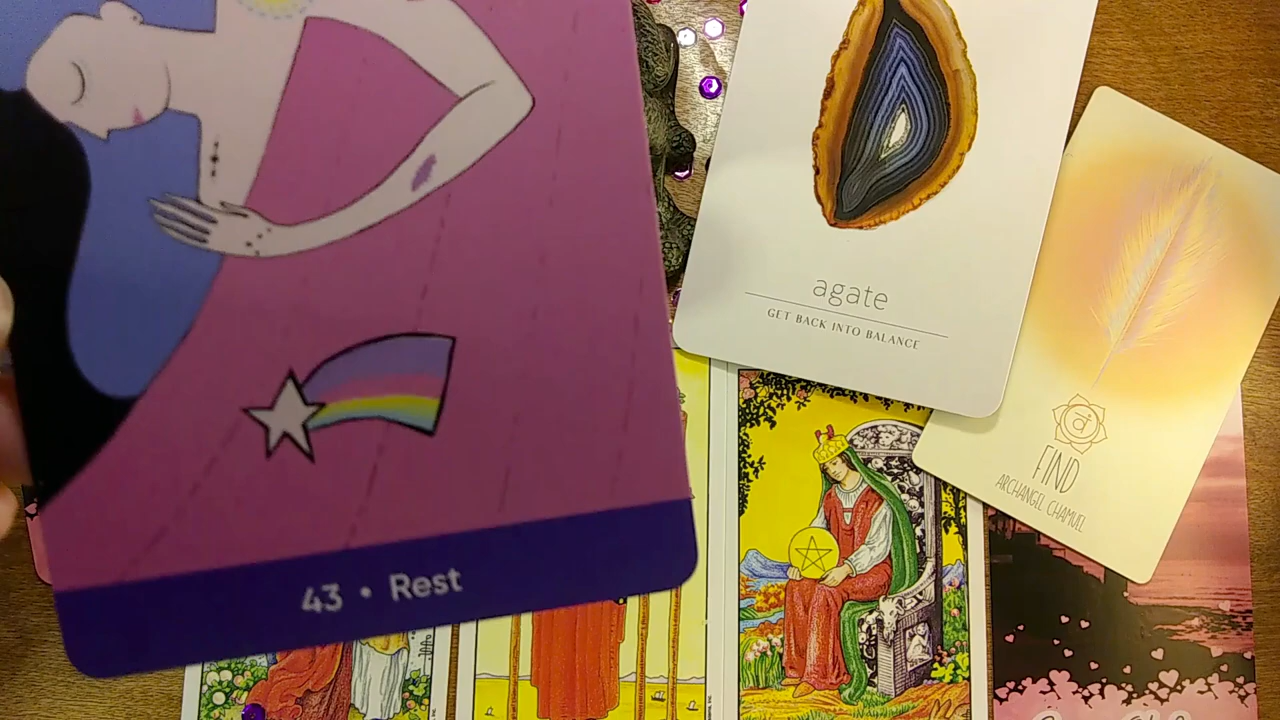 agate
GET BACK INTO BALANCE
FIND
ARCHANGEL CHAMUEL
43 • Rest